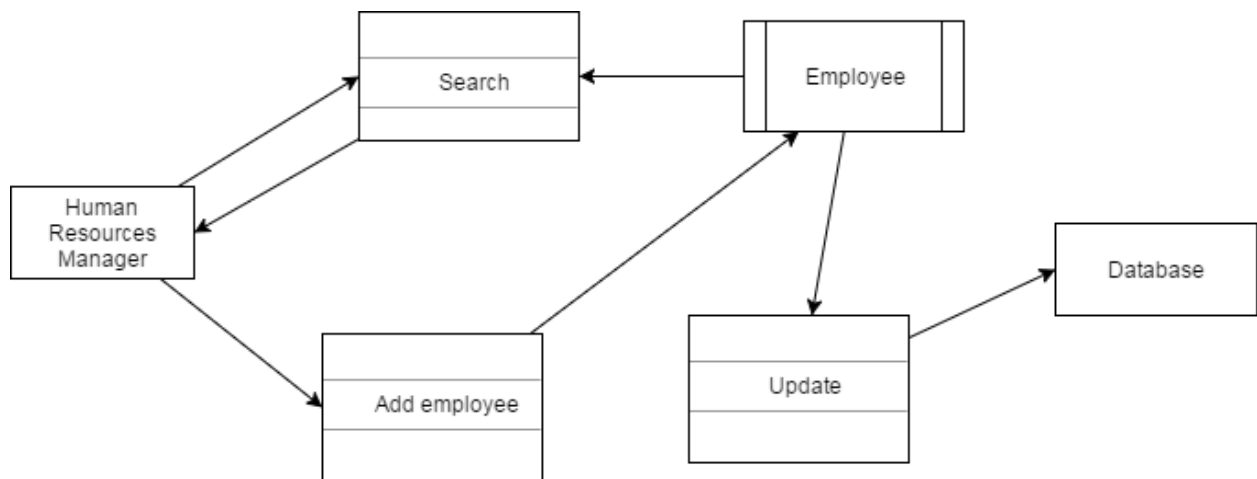 Search
Employee
Human
Resources
Manager
Database
Add employee
Update